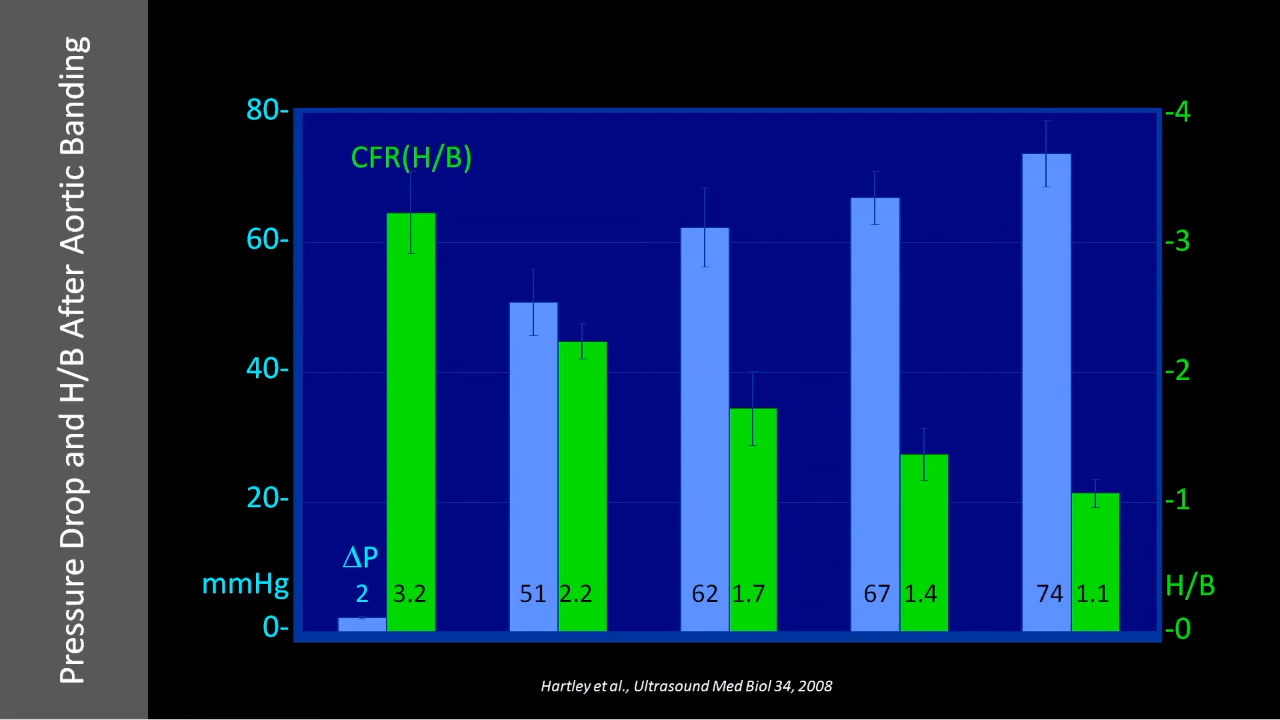 Pressure Drop and H/B After Aortic Banding
80-
60-
40-
20-
mmHg
0-
CFR(H/B)
ΔP
2 3.2 51 2.2 62 1.7 67 1.4 74 1.1
-4
-3
-2
-1
H/B
-0
Hartley et al., Ultrasound Med Biol 34, 2008